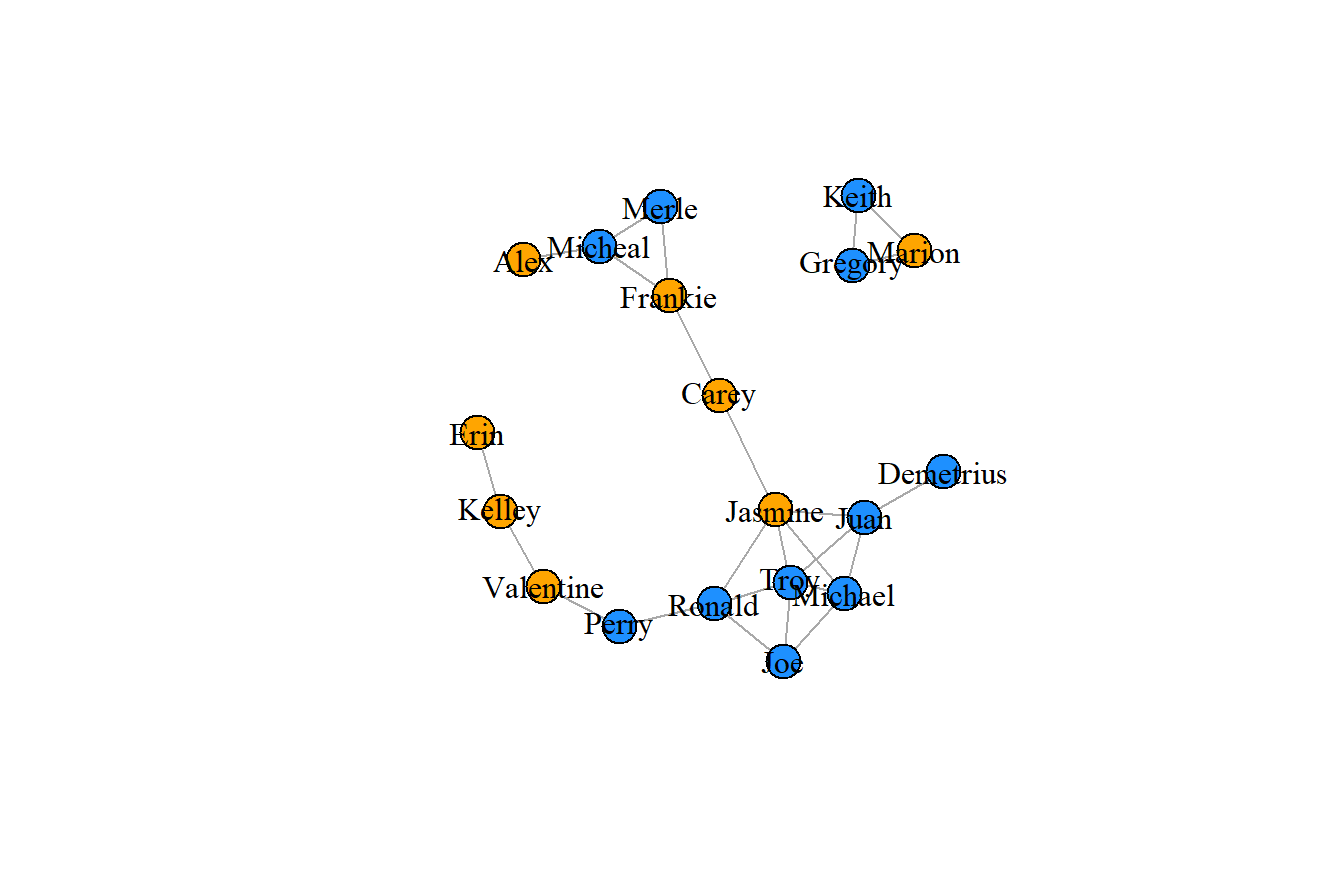 Keith
Merle
Micheal
Marion
Alex
Gregory
Frankie
Carey
Erin
Demetrius
Kelley
Jasmine
Juan
Troy
Valentine
Michael
Ronald
Perry
Joe